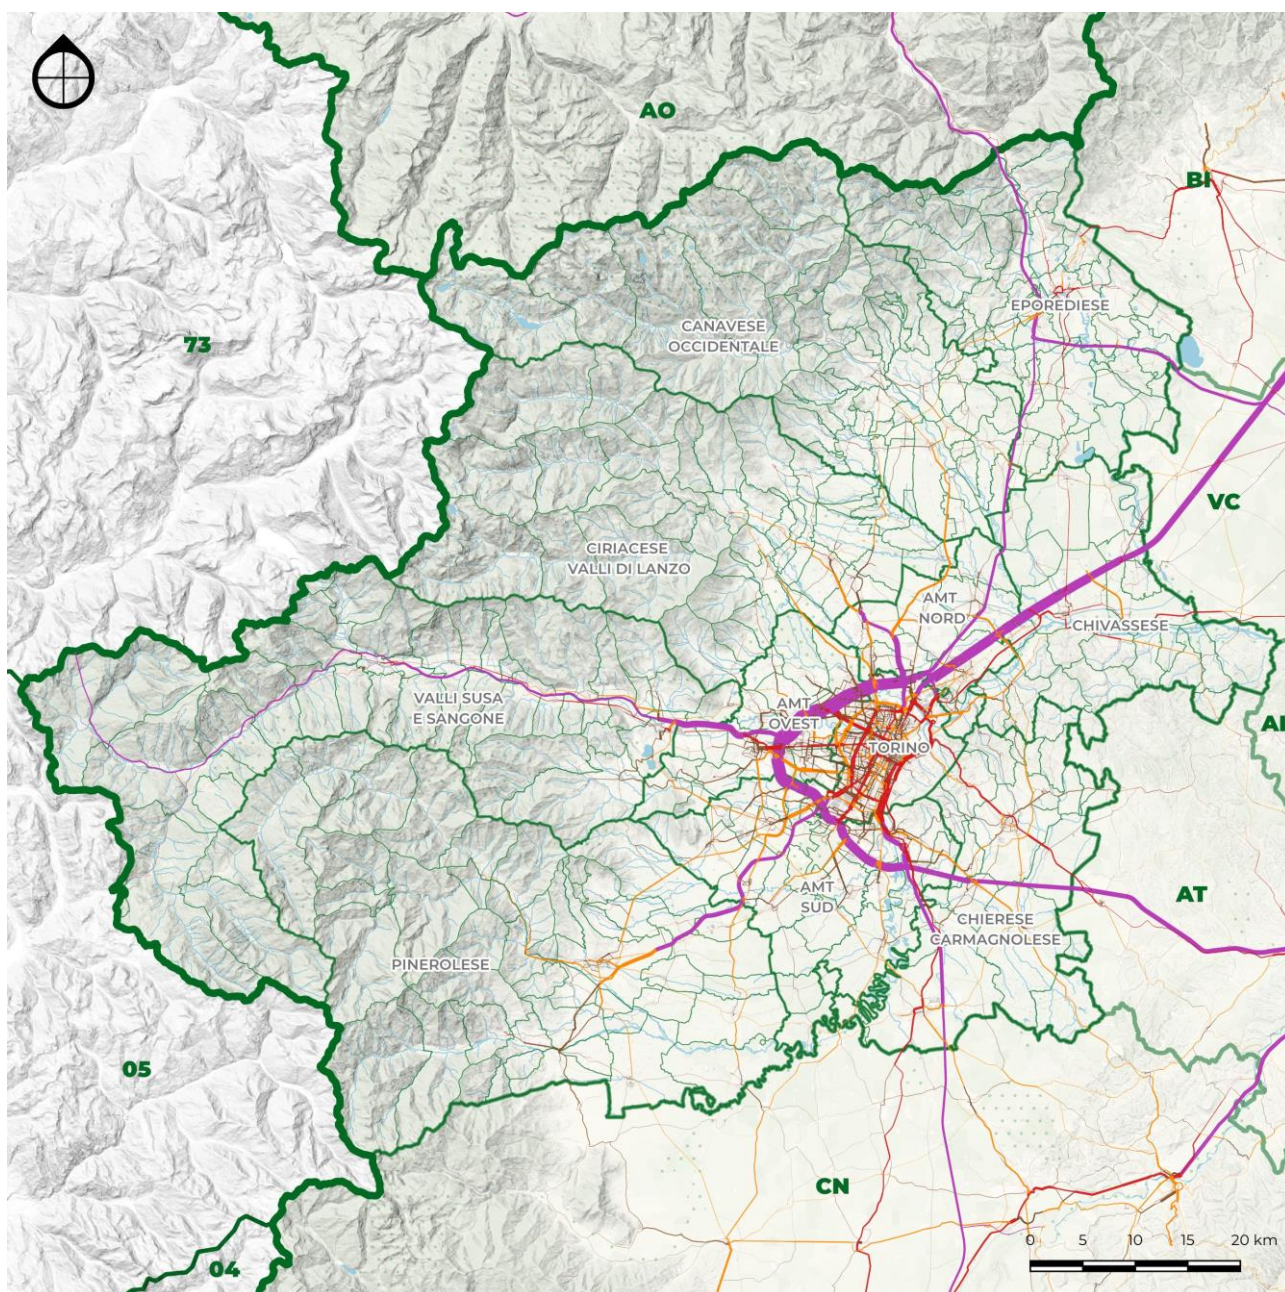 AO
BI
EPOREDIESE
CANAVESE
OCCIDENTALE
73
VC
CIRIACESE
VALLI DI LANZO
AMT
NORD
CHIVASSESE
VALLI SUSA
E SANGONE
AMT
OVEST
TORINO
AT
AMT
SUD
CHIERESE
CARMAGNOLESE
PINEROLESE
05
CN
04
0 5 10 15 20 km